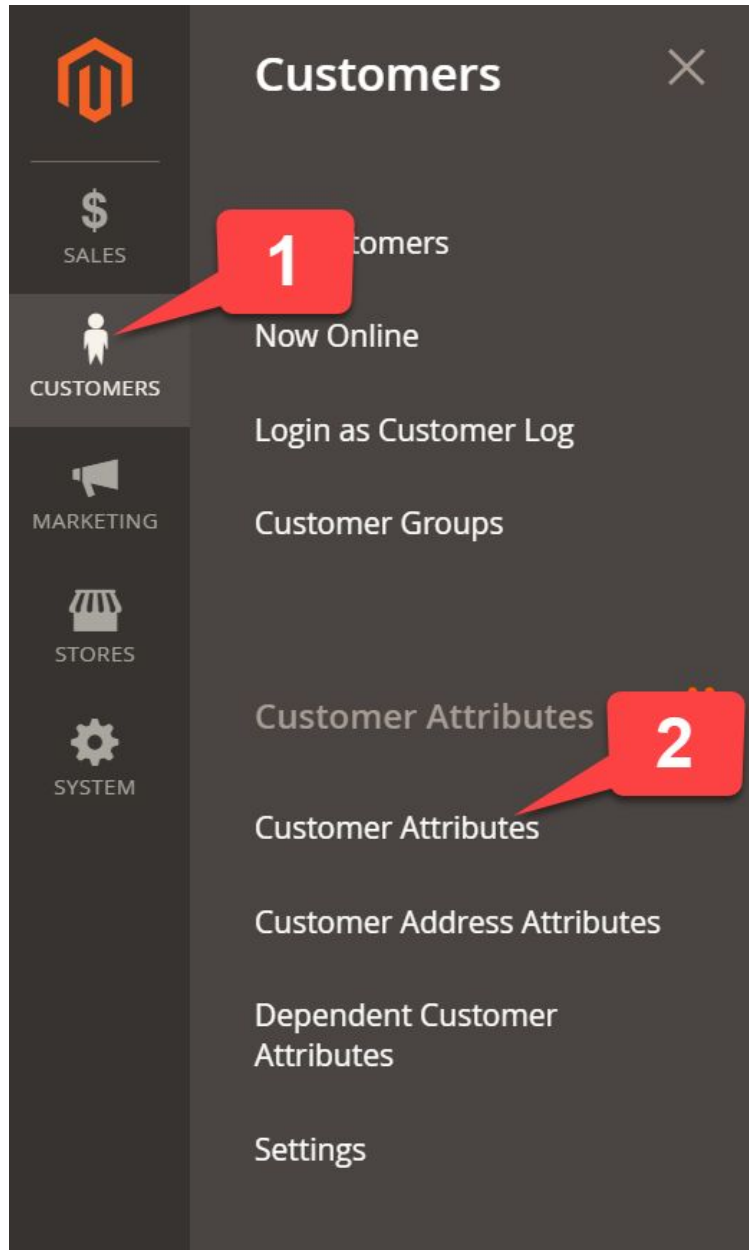 Customers
$
SALES
1
tomers
CUSTOMERS
Now Online
Login as Customer Log
MARKETING
Customer Groups
STORES
Customer Attributes
2
SYSTEM
Customer Attributes
Customer Address Attributes
Dependent Customer
Attributes
Settings